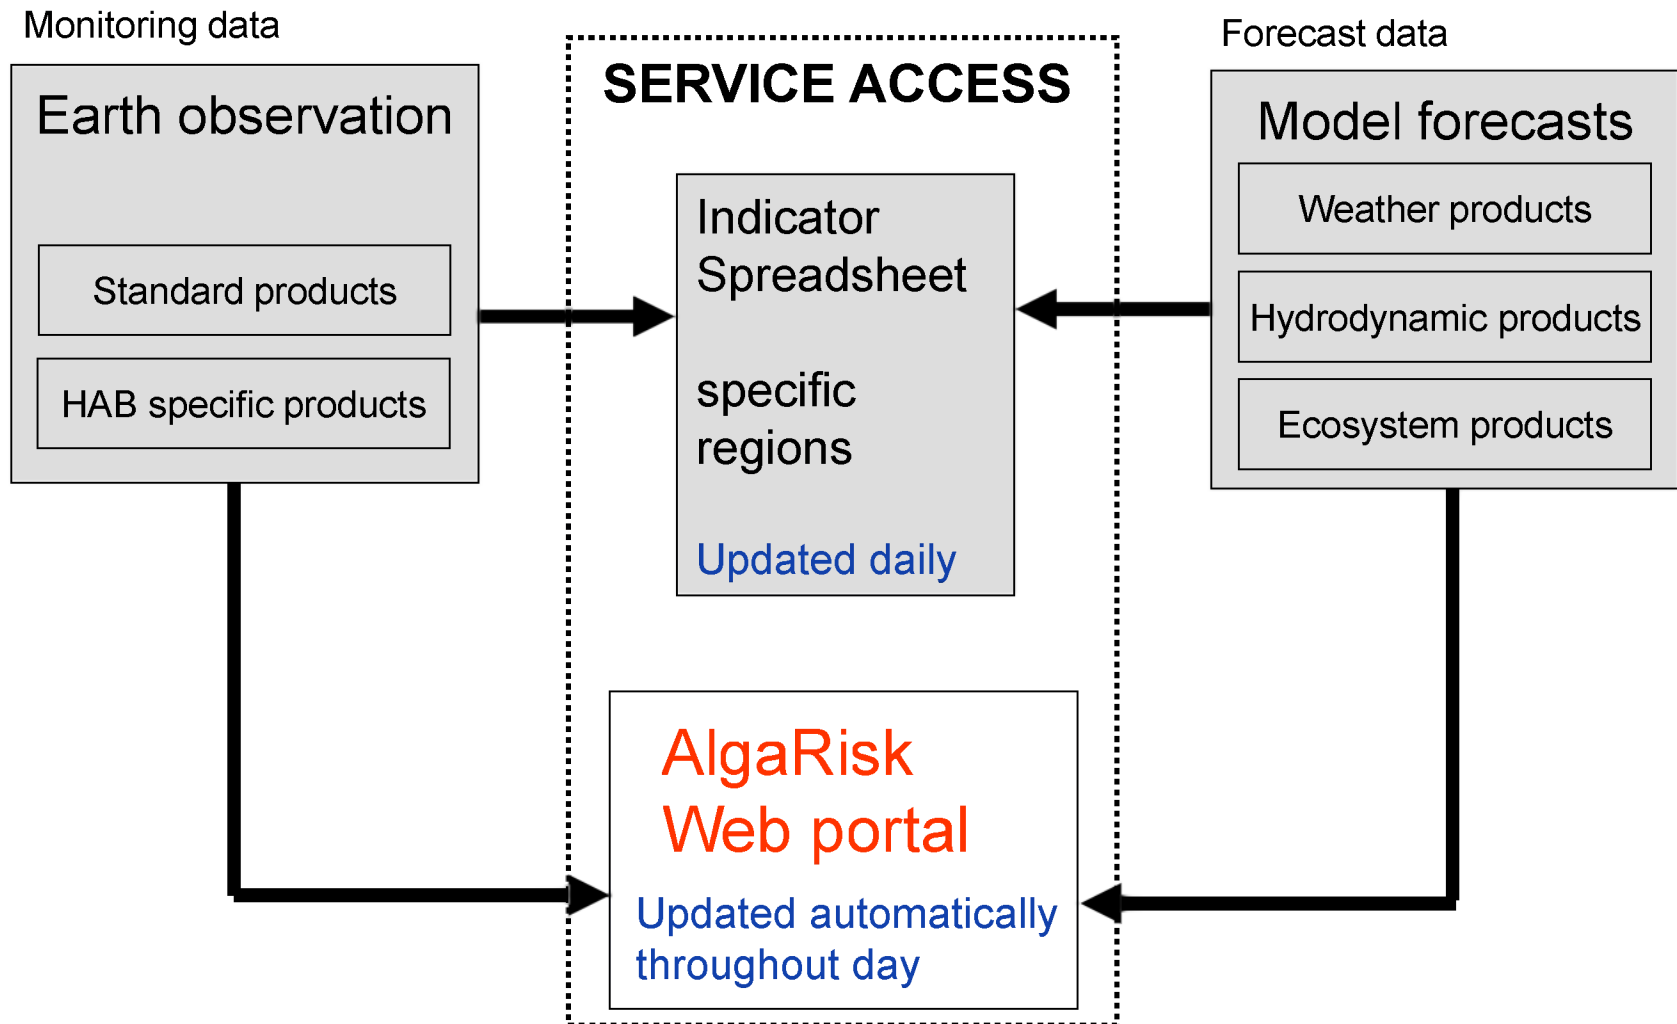 Monitoring data
Earth observation
Standard products
HAB specific products
SERVICE ACCESS
Indicator
Spreadsheet
specific
regions
Updated daily
AlgaRisk
Web portal
Updated automatically
throughout day
Forecast data
Model forecasts
Weather products
Hydrodynamic products
Ecosystem products